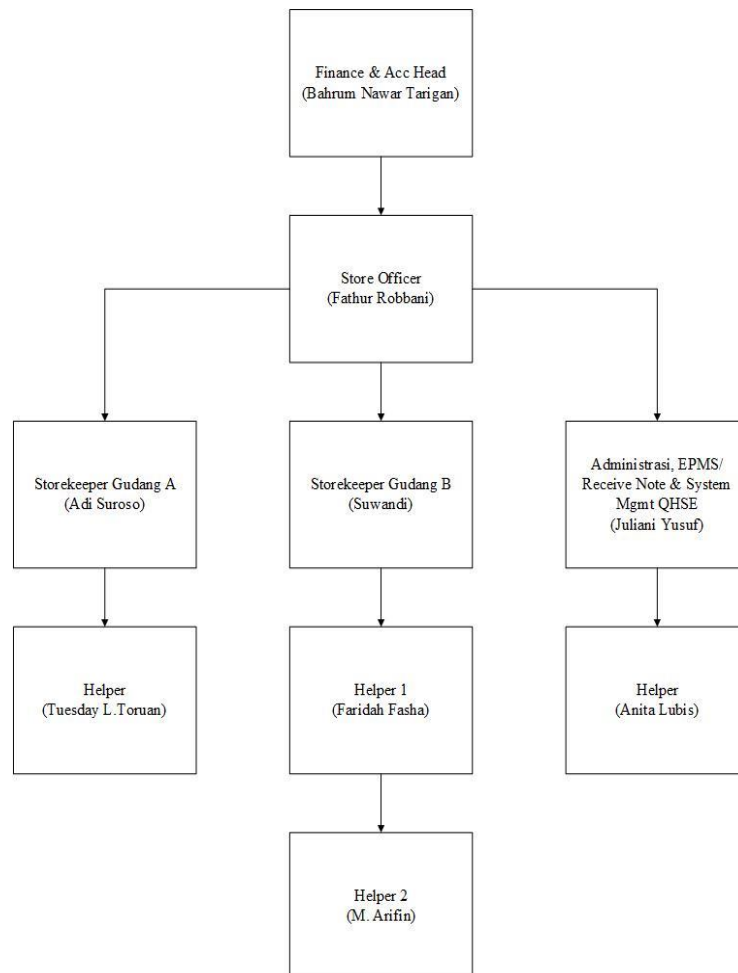 Finance & Acc Head
(Bahrum Nawar Tarigan)
Store Officer
(Fathur Robbani)
Storekeeper Gudang A
(Adi Suroso)
Storekeeper Gudang B
(Suwandi)
Administrasi, EPMS/
Receive Note & System
Mgmt QHSE
(Juliani Yusuf)
Helper
(Tuesday L.Toruan)
Helper 1
(Faridah Fasha)
Helper
(Anita Lubis)
Helper 2
(M. Arifin)